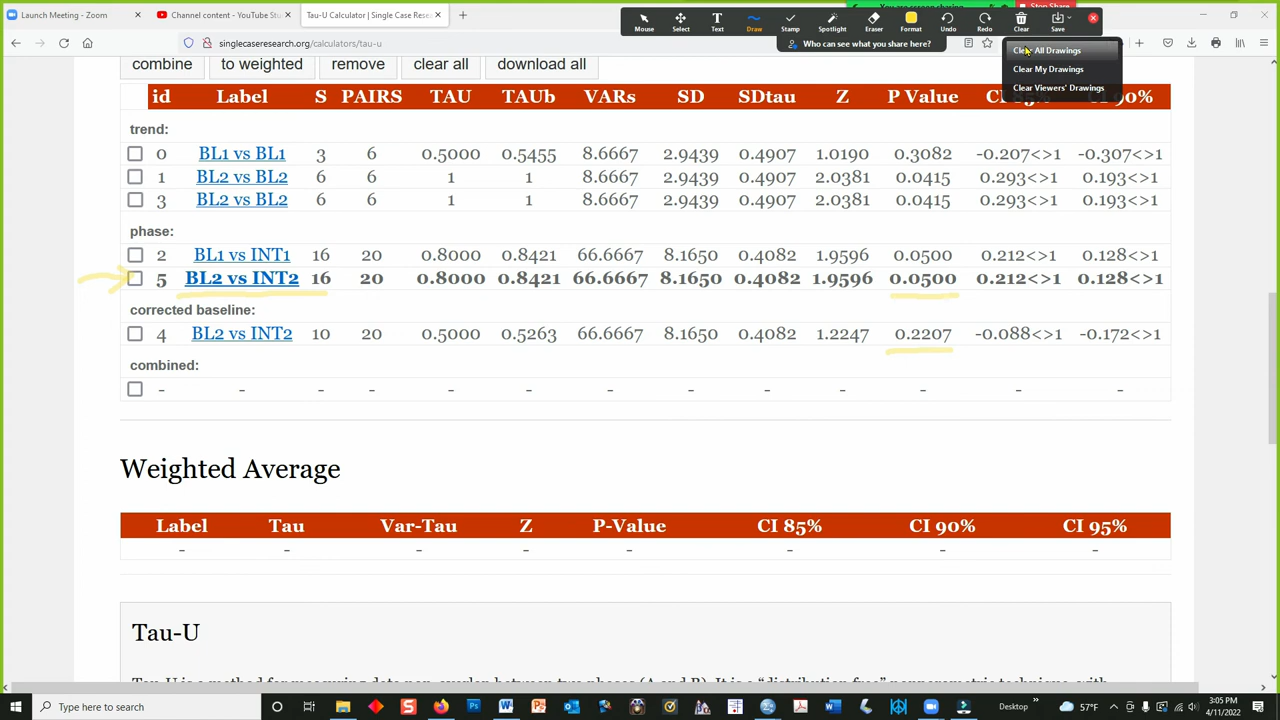 Launch Meeting - Zoom
Channel content - YouTube Stu
Tau-U Calculator | Single Case Rese
You are screen sharing
Stop Share
Mouse Select Text Draw Stamp Spotlight Eraser Format Undo Redo Clear Save
Who can see what you share here?
singlecaseresearch.org/calculators/tau-u
Clear All Drawings
Clear My Drawings
Clear Viewers' Drawings
combine to weighted remove clear all download all
id Label S PAIRS TAU TAUb VARs SD SDtau Z P Value CI 85% CI 90%
trend:
0 BL1 vs BL1 3 6 0.5000 0.5455 8.6667 2.9439 0.4907 1.0190 0.3082 -0.207<>1 -0.307<>1
1 BL2 vs BL2 6 6 1 1 8.6667 2.9439 0.4907 2.0381 0.0415 0.293<>1 0.193<>1
3 BL2 vs BL2 6 6 1 1 8.6667 2.9439 0.4907 2.0381 0.0415 0.293<>1 0.193<>1
phase:
2 BL1 vs INT1 16 20 0.8000 0.8421 66.6667 8.1650 0.4082 1.9596 0.0500 0.212<>1 0.128<>1
5 BL2 vs INT2 16 20 0.8000 0.8421 66.6667 8.1650 0.4082 1.9596 0.0500 0.212<>1 0.128<>1
corrected baseline:
4 BL2 vs INT2 10 20 0.5000 0.5263 66.6667 8.1650 0.4082 1.2247 0.2207 -0.088<>1 -0.172<>1
combined:
- - - - - - - - - - - - -
Weighted Average
Label Tau Var-Tau Z P-Value CI 85% CI 90% CI 95%
- - - - - - - -
Tau-U
Type here to search
Desktop
57°F
3:05 PM
4/11/2022